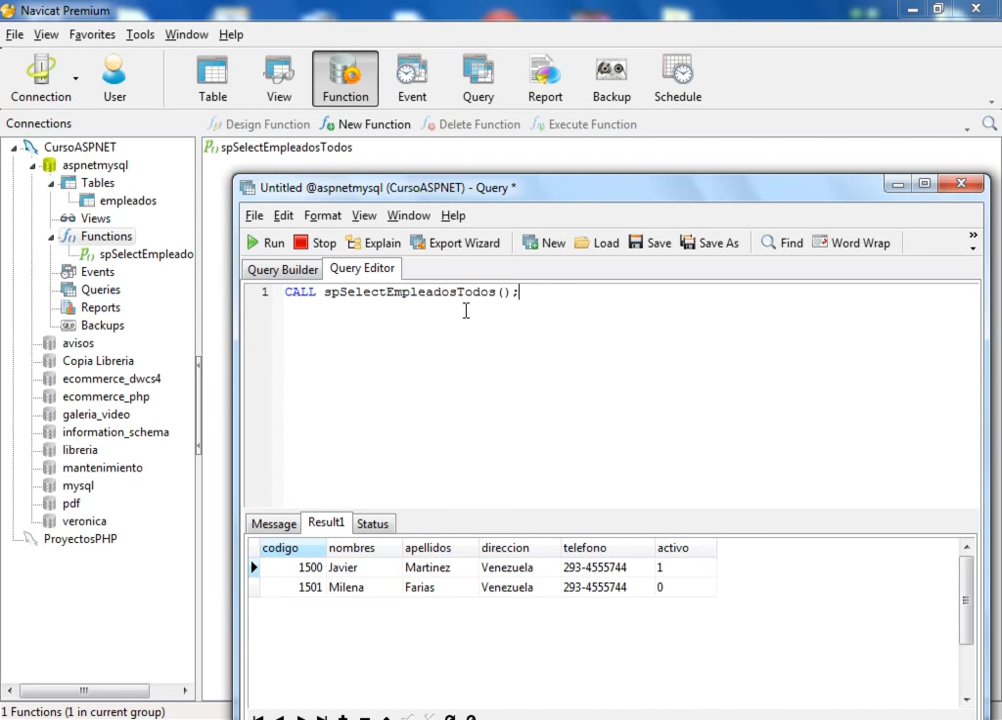 Navicat Premium
File View Favorites Tools Window Help
Connection User Table View Function Event Query Report Backup Schedule
Connections
Design Function New Function Delete Function Execute Function
CursoASPNET
aspnetmysql
Tables
empleados
Views
Functions
spSelectEmpleado
Events
Queries
Reports
Backups
avisos
Copia Libreria
ecommerce_dwcs4
ecommerce_php
galeria_video
information_schema
libreria
mantenimiento
mysql
pdf
veronica
ProyectosPHP
spSelectEmpleadosTodos
Untitled @aspnetmysql (CursoASPNET) - Query *
File Edit Format View Window Help
Run Stop Explain Export Wizard New Load Save Save As Find Word Wrap
Query Builder Query Editor
1 CALL spSelectEmpleadosTodos();
Message Result1 Status
codigo nombres apellidos direccion telefono activo
1500 Javier Martinez Venezuela 293-4555744 1
1501 Milena Farias Venezuela 293-4555744 0
1 Functions (1 in current group)